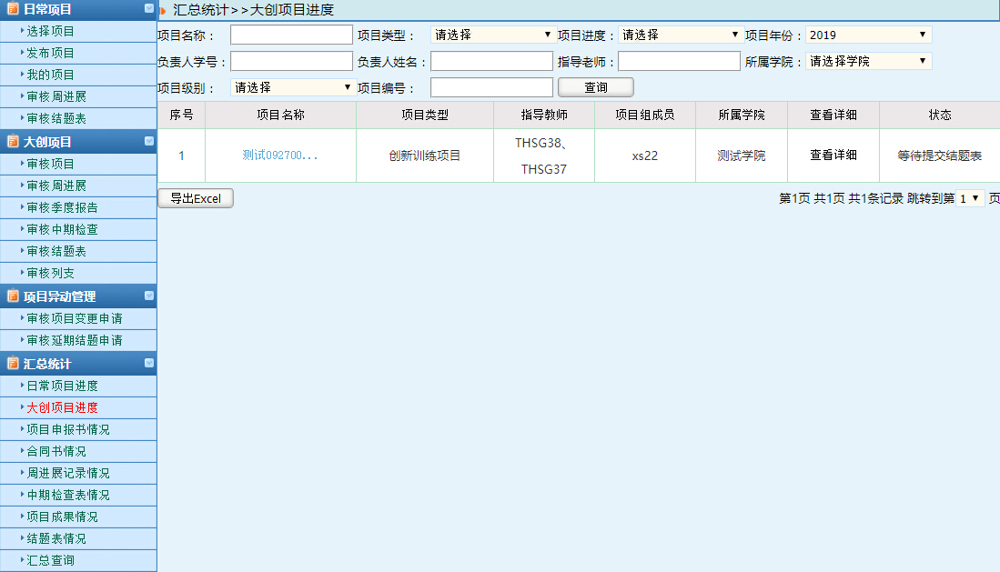 日常项目
选择项目
发布项目
我的项目
审核周进展
审核结题表
大创项目
审核项目
审核周进展
审核季度报告
审核中期检查
审核结题表
审核列支
项目异动管理
审核项目变更申请
审核延期结题申请
汇总统计
日常项目进度
大创项目进度
项目申报书情况
合同书情况
周进展记录情况
中期检查表情况
项目成果情况
结题表情况
汇总查询
汇总统计>>大创项目进度
项目名称： 项目类型： 请选择 项目进度： 请选择 项目年份： 2019
负责人学号： 负责人姓名： 指导老师： 所属学院： 请选择学院
项目级别： 请选择 项目编号： 查询
序号 项目名称 项目类型 指导教师 项目组成员 所属学院 查看详细 状态
1 测试092700... 创新训练项目 THSG38、 xs22 测试学院 查看详细 等待提交结题表
THSG37
导出Excel 第1页 共1页 共1条记录 跳转到第 1 页